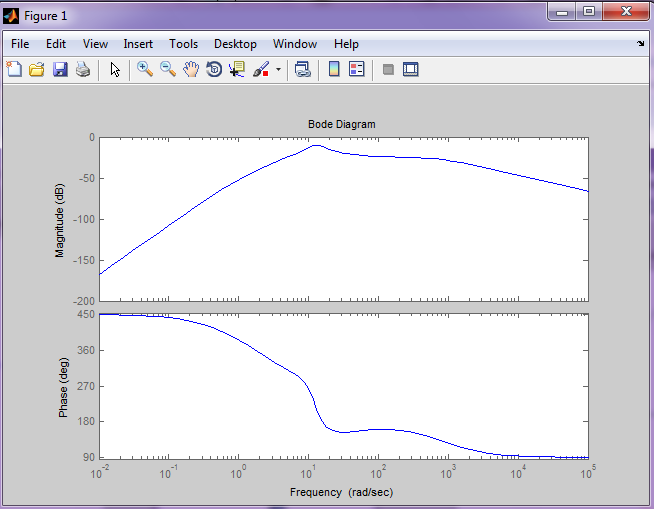 Figure 1
File Edit View Insert Tools Desktop Window Help
Bode Diagram
Magnitude (dB)
0
-50
-100
-150
-200
Phase (deg)
450
360
270
180
90
10^-2 10^-1 10^0 10^1 10^2 10^3 10^4 10^5
Frequency (rad/sec)